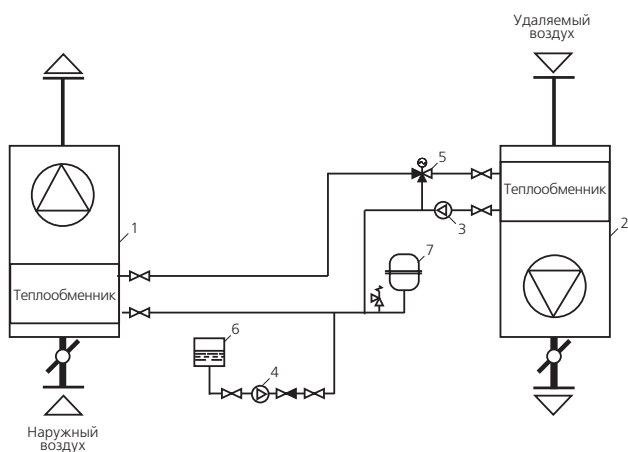 Удаляемый
воздух
5
Теплообменник
1
3
2
7
Теплообменник
6
4
Наружный
воздух